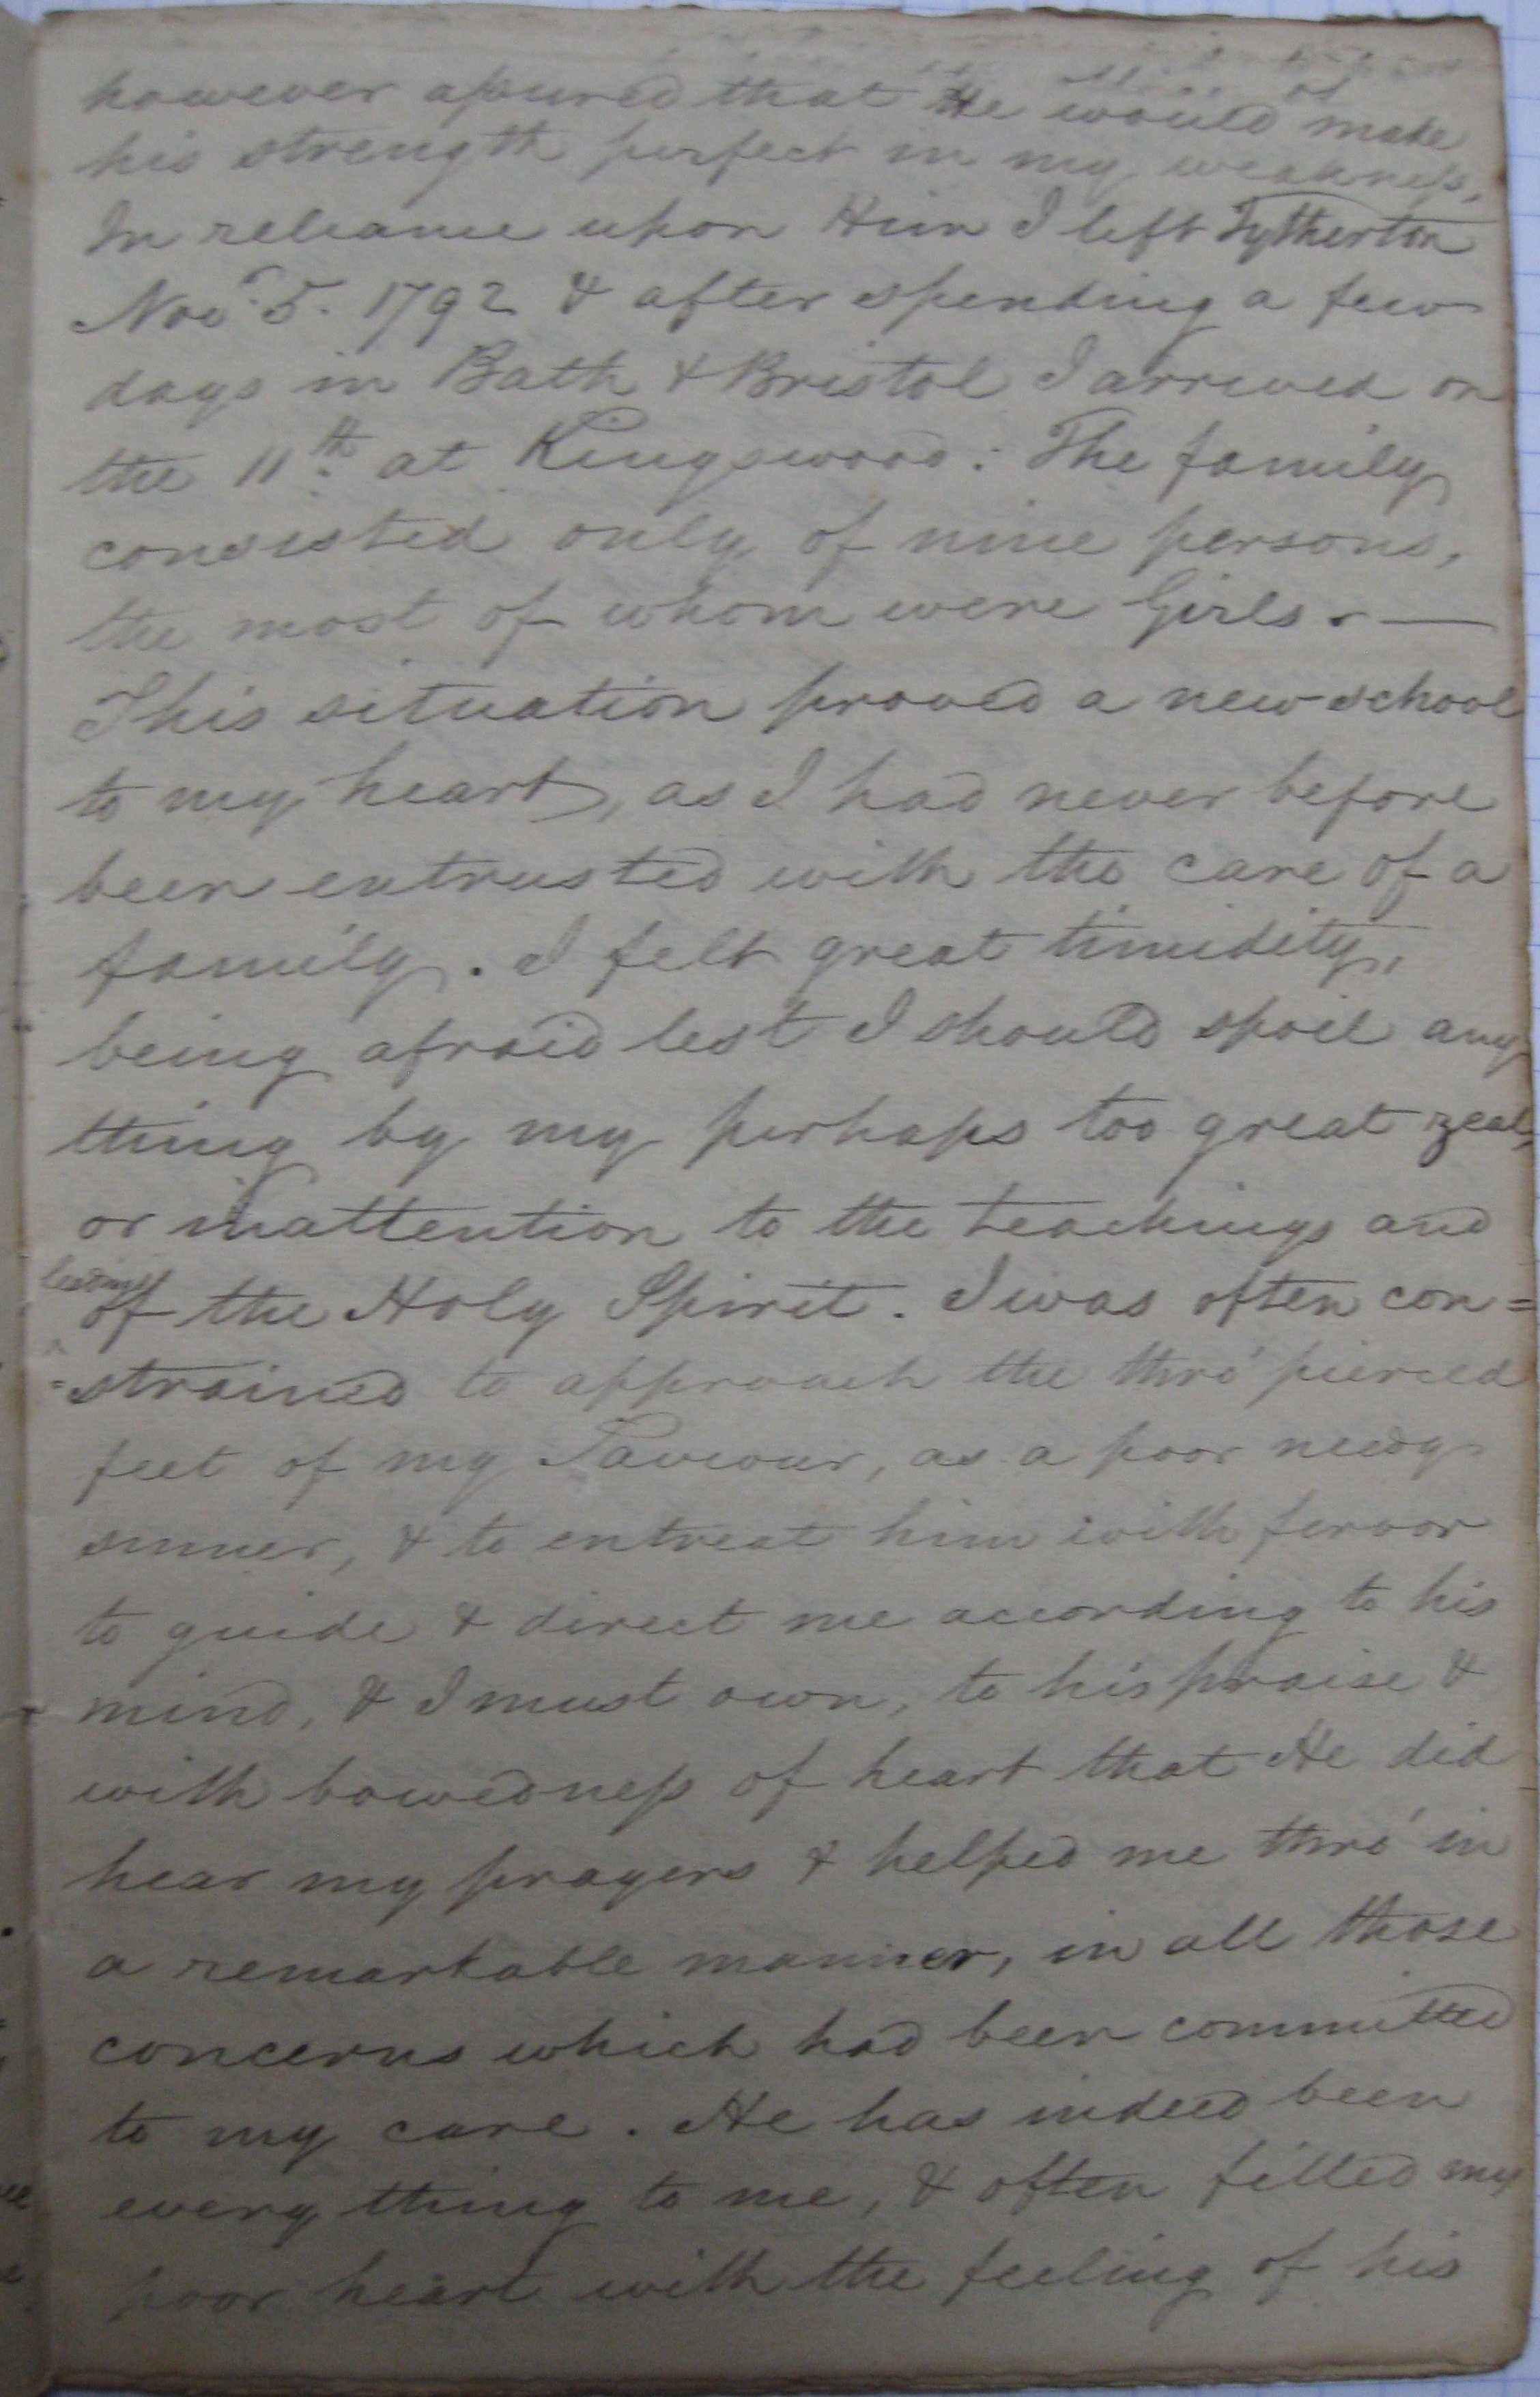 however assured that He would make
his strength perfect in my weakness.
In reliance upon Him I left Tytherton
Nov.r 5. 1792 & after spending a few
days in Bath & Bristol I arrived on
the 11th at Kingswood: The family
consisted only of nine persons,
the most of whom were Girls. —
This situation proved a new school
to my heart, as I had never before
been entrusted with the care of a
family. I felt great timidity,
being afraid lest I should spoil any
thing by my perhaps too great zeal,
or inattention to the teachings and
leadings of the Holy Spirit. I was often con=
=strained to approach the thro' pierced
feet of my Saviour, as a poor needy
sinner, & to entreat him with fervor
to guide & direct me according to his
mind, & I must own, to his praise &
with bowedness of heart that He did
hear my prayers & helped me thro' in
a remarkable manner, in all those
concerns which had been committed
to my care. He has indeed been
every thing to me, & often filled my
poor heart with the feeling of his